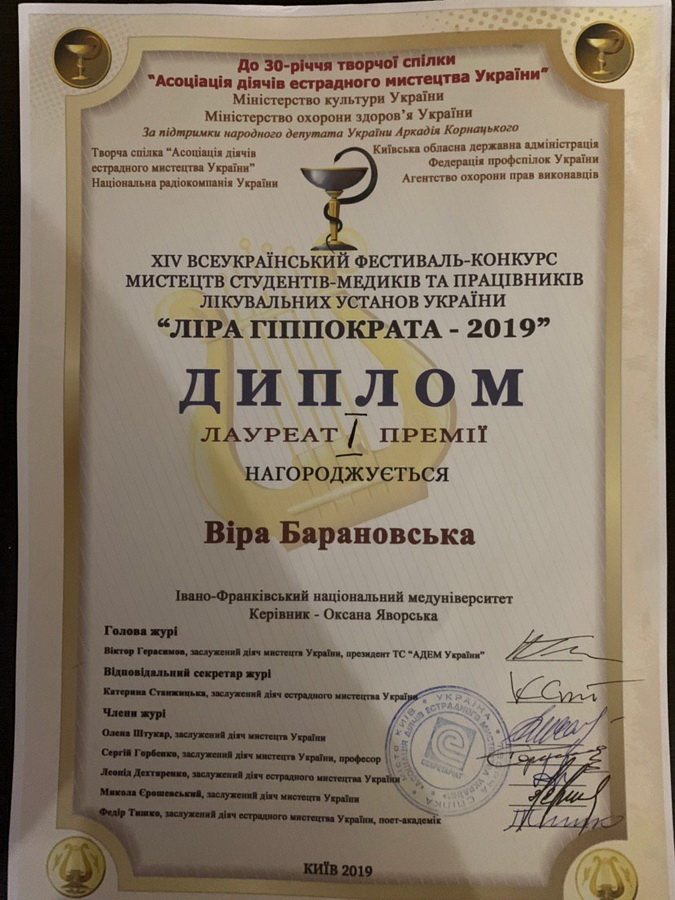 До 30-річчя творчої спілки
“Асоціація діячів естрадного мистецтва України”
Міністерство культури України
Міністерство охорони здоров’я України
За підтримки народного депутата України Аркадія Корнацького
Творча спілка “Асоціація діячів
естрадного мистецтва України”
Національна радіокомпанія України
Київська обласна державна адміністрація
Федерація профспілок України
Агентство охорони прав виконавців
XIV ВСЕУКРАЇНСЬКИЙ ФЕСТИВАЛЬ-КОНКУРС
МИСТЕЦТВ СТУДЕНТІВ-МЕДИКІВ ТА ПРАЦІВНИКІВ
ЛІКУВАЛЬНИХ УСТАНОВ УКРАЇНИ
“ЛІРА ГІППОКРАТА - 2019”
ДИПЛОМ
ЛАУРЕАТ I ПРЕМІЇ
НАГОРОДЖУЄТЬСЯ
Віра Барановська
Івано-Франківський національний медуніверситет
Керівник - Оксана Яворська
Голова журі
Віктор Герасимов, заслужений діяч мистецтв України, президент ТС “АДЕМ України”
Відповідальний секретар журі
Катерина Станжицька, заслужений діяч естрадного мистецтва України
Члени журі
Олена Штукар, заслужений діяч мистецтв України
Сергій Горбенко, заслужений діяч мистецтв України, професор
Леонід Дехтяренко, заслужений діяч естрадного мистецтва України
Микола Єрошевський, заслужений діяч мистецтв України
Федір Тишко, заслужений діяч естрадного мистецтва України, поет-академік
КИЇВ 2019